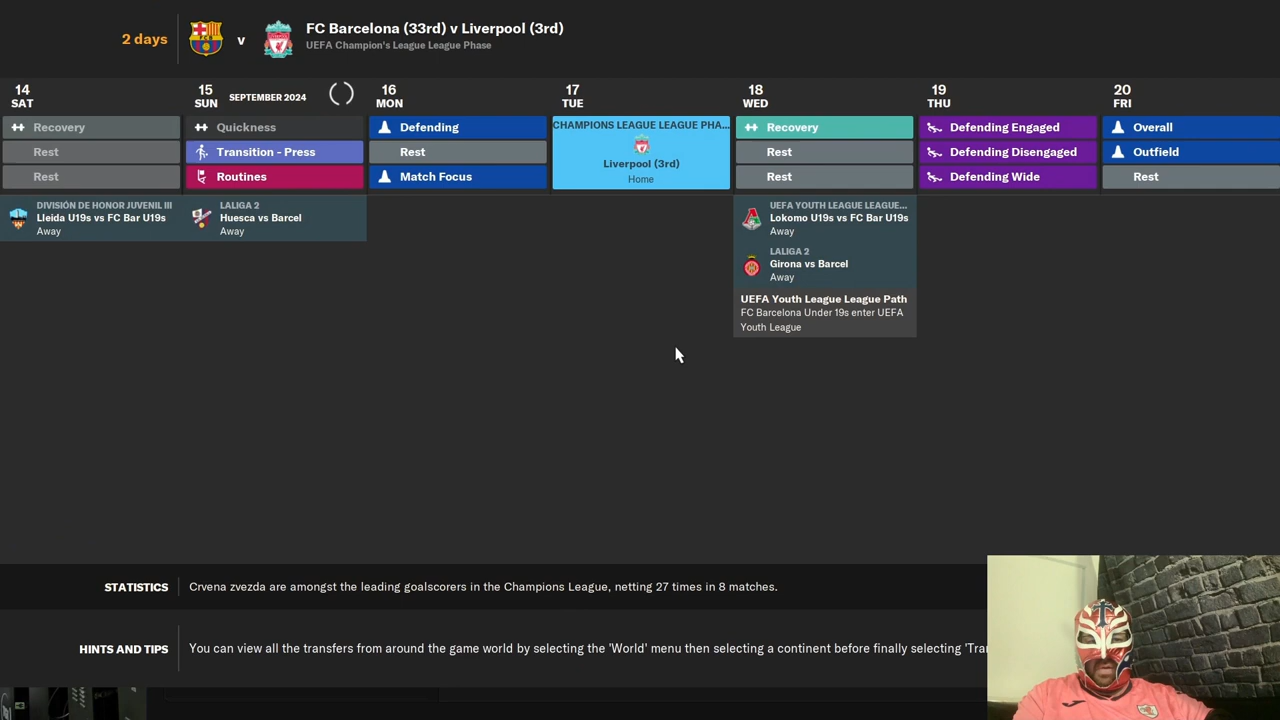 2 days
v
FC Barcelona (33rd) v Liverpool (3rd)
UEFA Champion's League League Phase
14
SAT
15
SUN
SEPTEMBER 2024
16
MON
17
TUE
18
WED
19
THU
20
FRI
Recovery
Rest
Rest
Quickness
Transition - Press
Routines
Defending
Rest
Match Focus
CHAMPIONS LEAGUE LEAGUE PHA...
Liverpool (3rd)
Home
Recovery
Rest
Rest
Defending Engaged
Defending Disengaged
Defending Wide
Overall
Outfield
Rest
DIVISIÓN DE HONOR JUVENIL III
Lleida U19s vs FC Bar U19s
Away
LALIGA 2
Huesca vs Barcel
Away
UEFA YOUTH LEAGUE LEAGUE...
Lokomo U19s vs FC Bar U19s
Away
LALIGA 2
Girona vs Barcel
Away
UEFA Youth League League Path
FC Barcelona Under 19s enter UEFA
Youth League
STATISTICS
Crvena zvezda are amongst the leading goalscorers in the Champions League, netting 27 times in 8 matches.
HINTS AND TIPS
You can view all the transfers from around the game world by selecting the 'World' menu then selecting a continent before finally selecting 'Tra